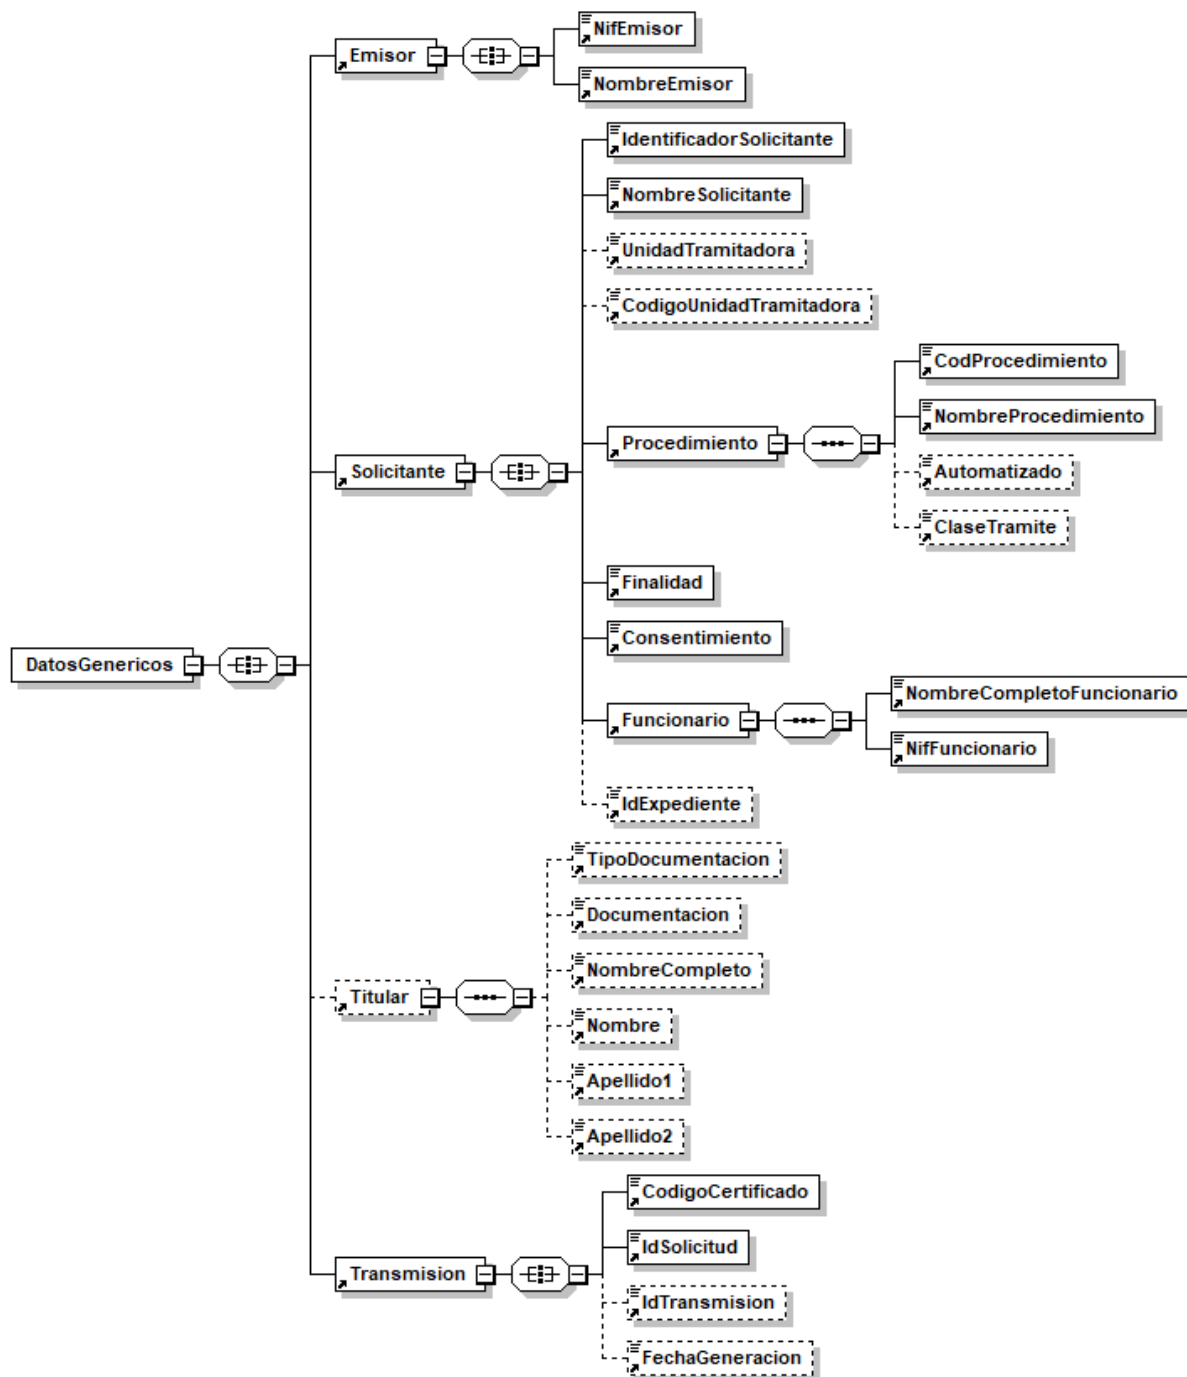 NifEmisor
Emisor
NombreEmisor
IdentificadorSolicitante
NombreSolicitante
UnidadTramitadora
CodigoUnidadTramitadora
CodProcedimiento
NombreProcedimiento
Procedimiento
Automatizado
Solicitante
ClaseTramite
Finalidad
Consentimiento
DatosGenericos
NombreCompletoFuncionario
Funcionario
NifFuncionario
IdExpediente
TipoDocumentacion
Documentacion
NombreCompleto
Titular
Nombre
Apellido1
Apellido2
CodigoCertificado
IdSolicitud
Transmision
IdTransmision
FechaGeneracion